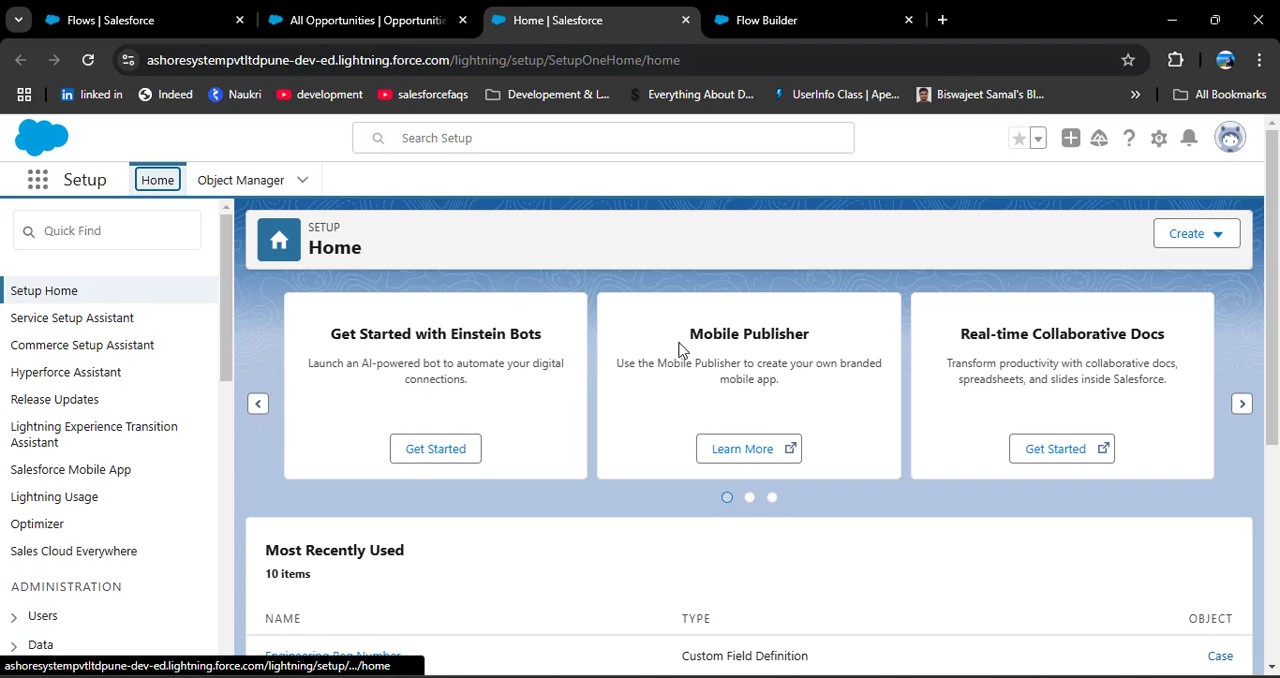 Flows | Salesforce
All Opportunities | Opportunitie
Home | Salesforce
Flow Builder
ashoresystempvtltdpune-dev-ed.lightning.force.com/lightning/setup/SetupOneHome/home
linked in
Indeed
Naukri
development
salesforcefaqs
Developement & L...
Everything About D...
UserInfo Class | Ape...
Biswajeet Samal's Bl...
All Bookmarks
Search Setup
Setup
Home
Object Manager
Quick Find
SETUP
Home
Create
Setup Home
Service Setup Assistant
Commerce Setup Assistant
Hyperforce Assistant
Release Updates
Lightning Experience Transition
Assistant
Salesforce Mobile App
Lightning Usage
Optimizer
Sales Cloud Everywhere
ADMINISTRATION
Users
Data
Get Started with Einstein Bots
Launch an AI-powered bot to automate your digital
connections.
Get Started
Mobile Publisher
Use the Mobile Publisher to create your own branded
mobile app.
Learn More
Real-time Collaborative Docs
Transform productivity with collaborative docs,
spreadsheets, and slides inside Salesforce.
Get Started
Most Recently Used
10 items
NAME TYPE OBJECT
Engineering Req Number Custom Field Definition Case
ashoresystempvtltdpune-dev-ed.lightning.force.com/lightning/setup/.../home